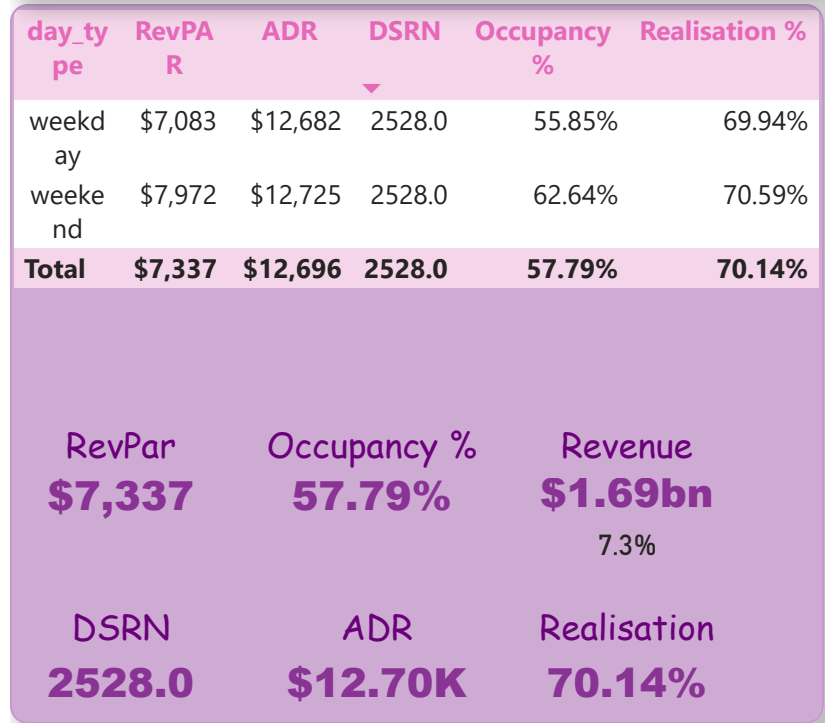 day_ty RevPA ADR DSRN Occupancy Realisation %
pe R %
weekd $7,083 $12,682 2528.0 55.85% 69.94%
ay
weeke $7,972 $12,725 2528.0 62.64% 70.59%
nd
Total $7,337 $12,696 2528.0 57.79% 70.14%
RevPar Occupancy % Revenue
$7,337 57.79% $1.69bn
7.3%
DSRN ADR Realisation
2528.0 $12.70K 70.14%